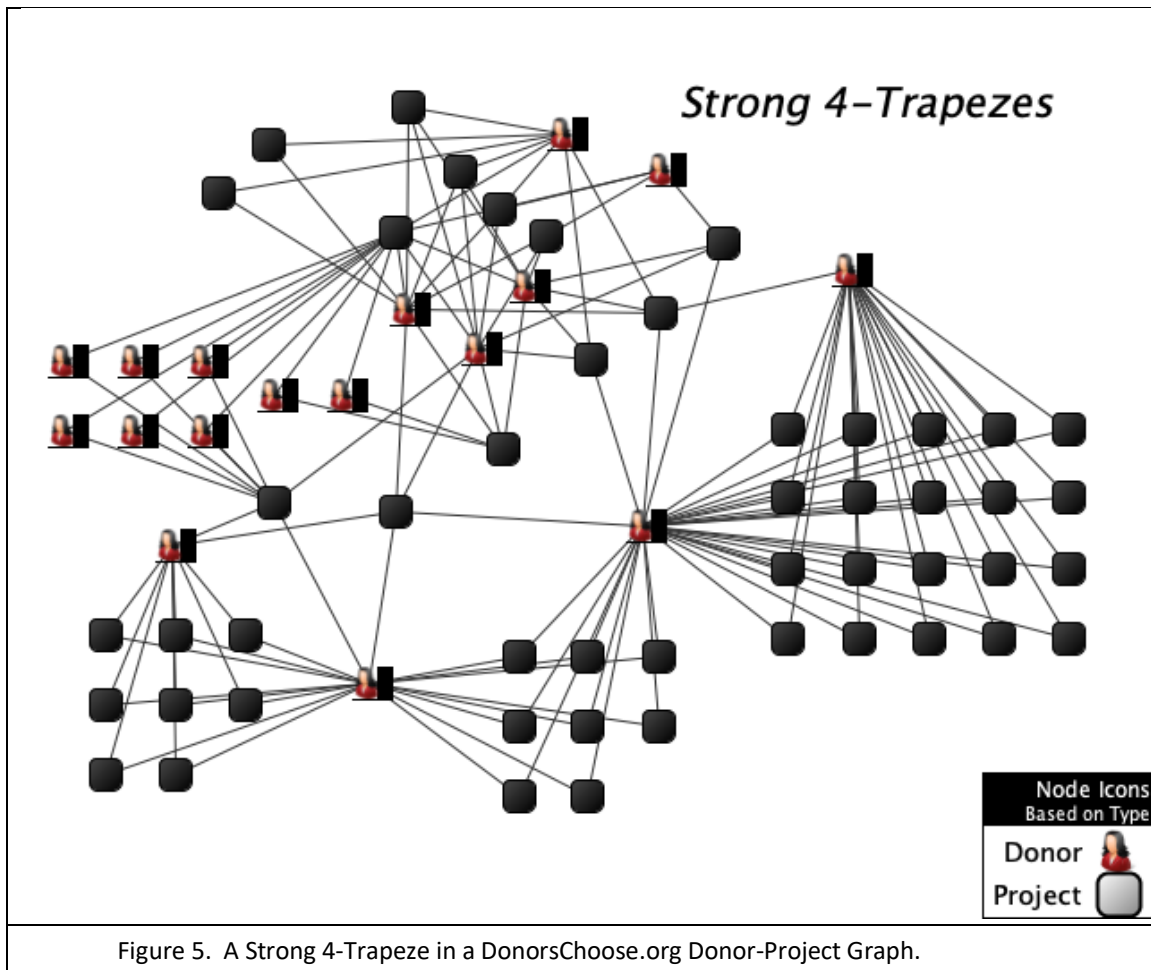 Strong 4–Trapezes
Node Icons
Based on Type
Donor
Project
Figure 5.  A Strong 4-Trapeze in a DonorsChoose.org Donor-Project Graph.